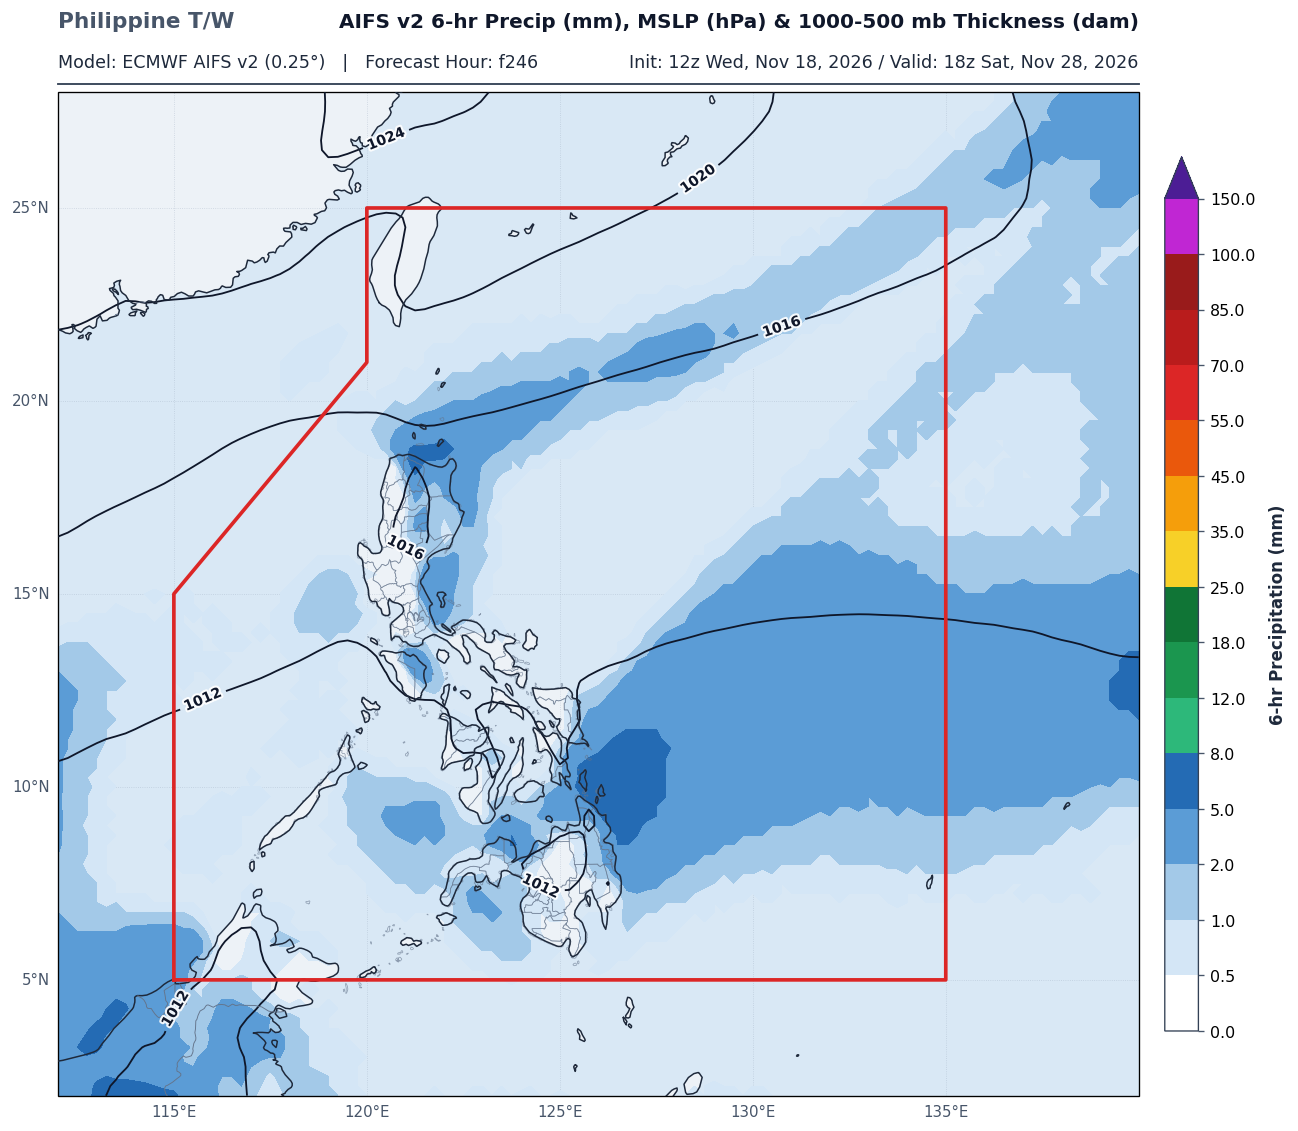 Philippine T/W
AIFS v2 6-hr Precip (mm), MSLP (hPa) & 1000-500 mb Thickness (dam)
Model: ECMWF AIFS v2 (0.25°) | Forecast Hour: f246
Init: 12z Wed, Nov 18, 2026 / Valid: 18z Sat, Nov 28, 2026
1024
1020
1016
1016
1012
1012
1012
25°N
20°N
15°N
10°N
5°N
115°E
120°E
125°E
130°E
135°E
150.0
100.0
85.0
70.0
55.0
45.0
35.0
25.0
18.0
12.0
8.0
5.0
2.0
1.0
0.5
0.0
6-hr Precipitation (mm)